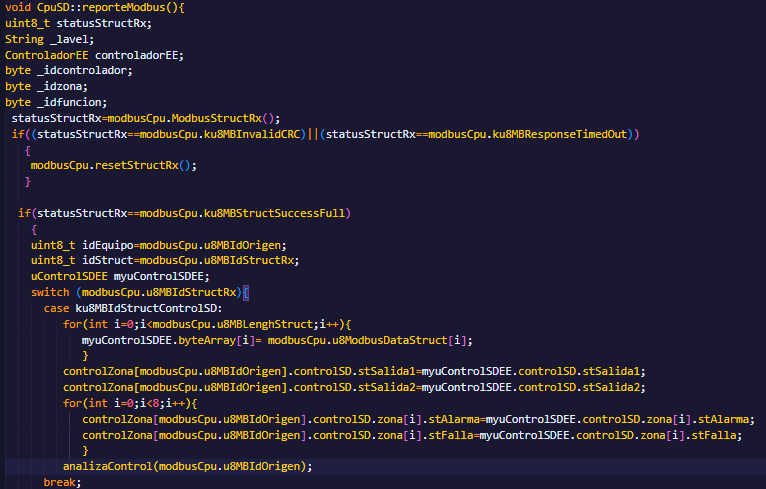 void CpuSD::reporteModbus(){
uint8_t statusStructRx;
String _lavel;
ControladorEE controladorEE;
byte _idcontrolador;
byte _idzona;
byte _idfuncion;
statusStructRx=modbusCpu.ModbusStructRx();
if((statusStructRx==modbusCpu.ku8MBInvalidCRC)||(statusStructRx==modbusCpu.ku8MBResponseTimedOut))
{
modbusCpu.resetStructRx();
}
if(statusStructRx==modbusCpu.ku8MBStructSuccessFull)
{
uint8_t idEquipo=modbusCpu.u8MBIdOrigen;
uint8_t idStruct=modbusCpu.u8MBIdStructRx;
uControlSDEE myuControlSDEE;
switch (modbusCpu.u8MBIdStructRx){
case ku8MBIdStructControlSD:
for(int i=0;i<modbusCpu.u8MBLenghStruct;i++){
myuControlSDEE.byteArray[i]= modbusCpu.u8ModbusDataStruct[i];
}
controlZona[modbusCpu.u8MBIdOrigen].controlSD.stSalida1=myuControlSDEE.controlSD.stSalida1;
controlZona[modbusCpu.u8MBIdOrigen].controlSD.stSalida2=myuControlSDEE.controlSD.stSalida2;
for(int i=0;i<8;i++){
controlZona[modbusCpu.u8MBIdOrigen].controlSD.zona[i].stAlarma=myuControlSDEE.controlSD.zona[i].stAlarma;
controlZona[modbusCpu.u8MBIdOrigen].controlSD.zona[i].stFalla=myuControlSDEE.controlSD.zona[i].stFalla;
}
analizaControl(modbusCpu.u8MBIdOrigen);
break;